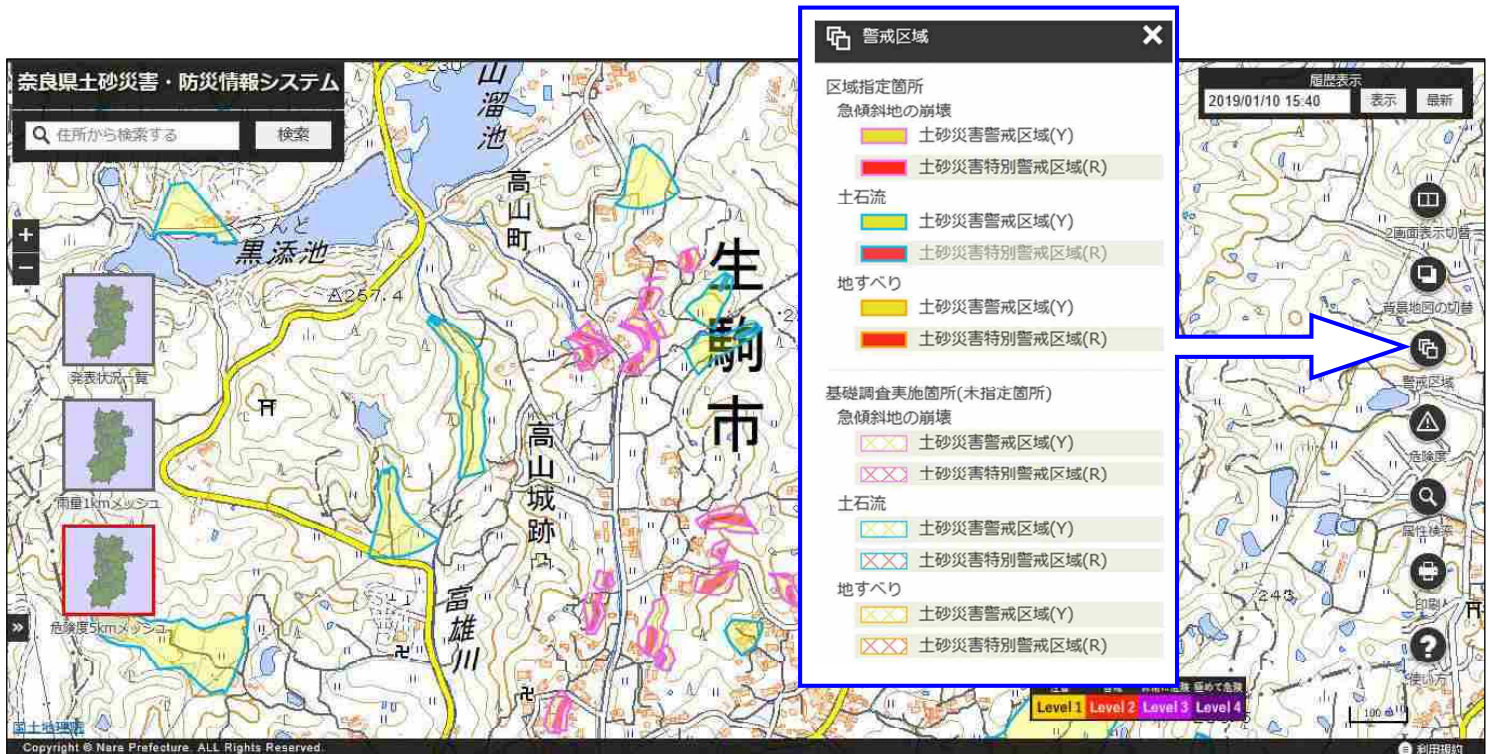 奈良県土砂災害・防災情報システム
住所から検索する
検索
+
−
発表状況一覧
雨量1kmメッシュ
危険度5kmメッシュ
»
国土地理院
Copyright © Nara Prefecture. ALL Rights Reserved.
山溜池
高山町
ろんど
黒添池
257.4
生駒市
高山城跡
富雄川
警戒区域
区域指定箇所
急傾斜地の崩壊
土砂災害警戒区域(Y)
土砂災害特別警戒区域(R)
土石流
土砂災害警戒区域(Y)
土砂災害特別警戒区域(R)
地すべり
土砂災害警戒区域(Y)
土砂災害特別警戒区域(R)
基礎調査実施箇所(未指定箇所)
急傾斜地の崩壊
土砂災害警戒区域(Y)
土砂災害特別警戒区域(R)
土石流
土砂災害警戒区域(Y)
土砂災害特別警戒区域(R)
地すべり
土砂災害警戒区域(Y)
土砂災害特別警戒区域(R)
履歴表示
2019/01/10 15:40
表示
最新
2画面表示切替
背景地図の切替
警戒区域
危険度
属性検索
印刷
使い方
243
極めて危険
Level 1 Level 2 Level 3 Level 4
100 m
利用規約